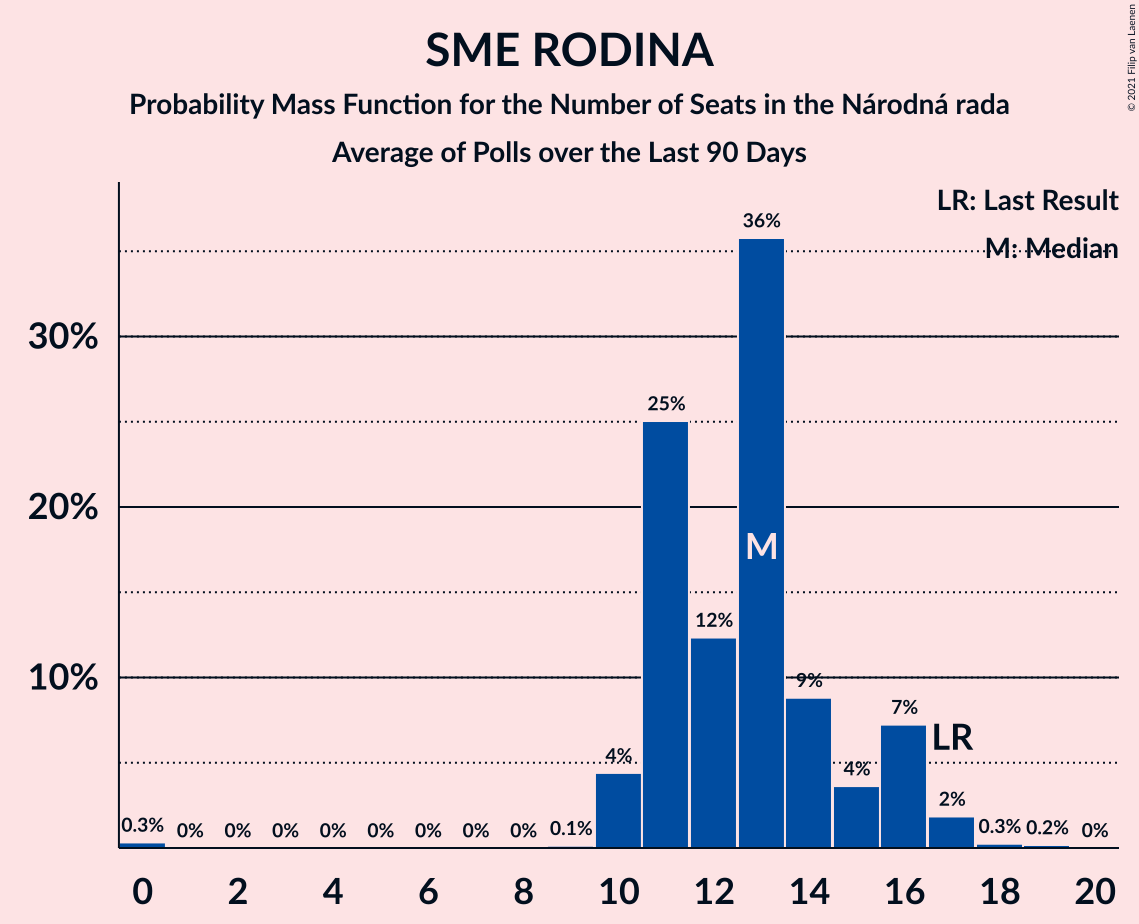 SME RODINA
Probability Mass Function for the Number of Seats in the Národná rada
Average of Polls over the Last 90 Days
© 2021 Filip van Laenen
LR: Last Result
M: Median
30%
20%
10%
0.3%
0%
0%
0%
0%
0%
0%
0%
0%
0.1%
4%
25%
12%
36%
9%
4%
7%
2%
0.3%
0.2%
0%
M
LR
0 2 4 6 8 10 12 14 16 18 20